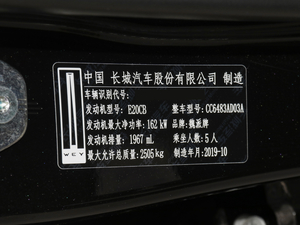 中国 长城汽车股份有限公司 制造
车辆识别代号:
发动机型号: E20CB 整车型号: CC6483AD03A
发动机最大净功率: 162 kW 品牌: 魏派牌
发动机排量: 1967 mL 乘坐人数: 5 人
最大允许总质量: 2505 kg 制造年月: 2019-10
WEY